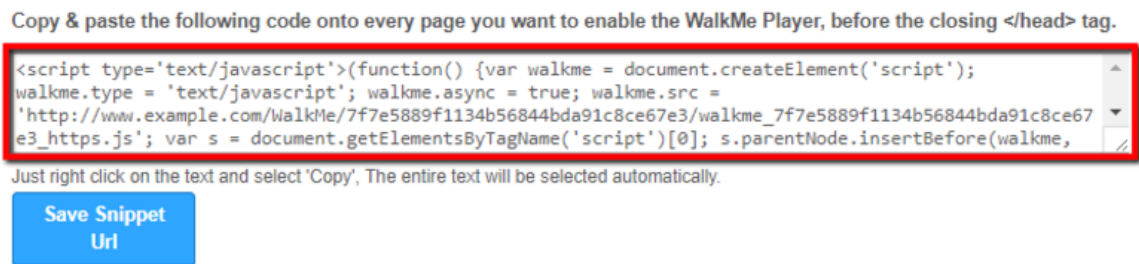 Copy & paste the following code onto every page you want to enable the WalkMe Player, before the closing </head> tag.
<script type='text/javascript'>(function() {var walkme = document.createElement('script');
walkme.type = 'text/javascript'; walkme.async = true; walkme.src =
'http://www.example.com/WalkMe/7f7e5889f1134b56844bda91c8ce67e3/walkme_7f7e5889f1134b56844bda91c8ce67
e3_https.js'; var s = document.getElementsByTagName('script')[0]; s.parentNode.insertBefore(walkme,
Just right click on the text and select 'Copy', The entire text will be selected automatically.
Save Snippet
Url